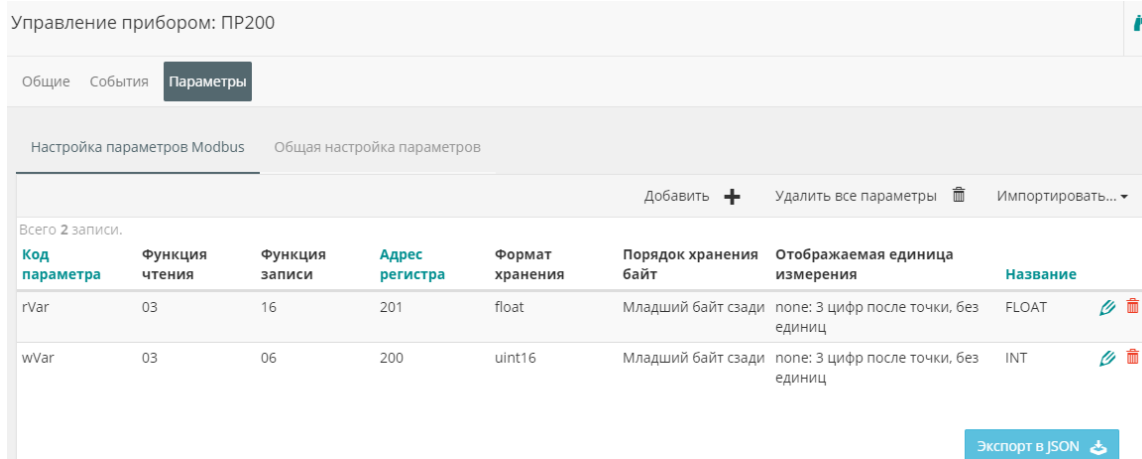 Управление прибором: ПР200
Общие События Параметры
Настройка параметров Modbus Общая настройка параметров
Добавить Удалить все параметры Импортировать...
Всего 2 записи.
Код параметра Функция чтения Функция записи Адрес регистра Формат хранения Порядок хранения байт Отображаемая единица измерения Название
rVar 03 16 201 float Младший байт сзади none: 3 цифр после точки, без единиц FLOAT
wVar 03 06 200 uint16 Младший байт сзади none: 3 цифр после точки, без единиц INT
Экспорт в JSON